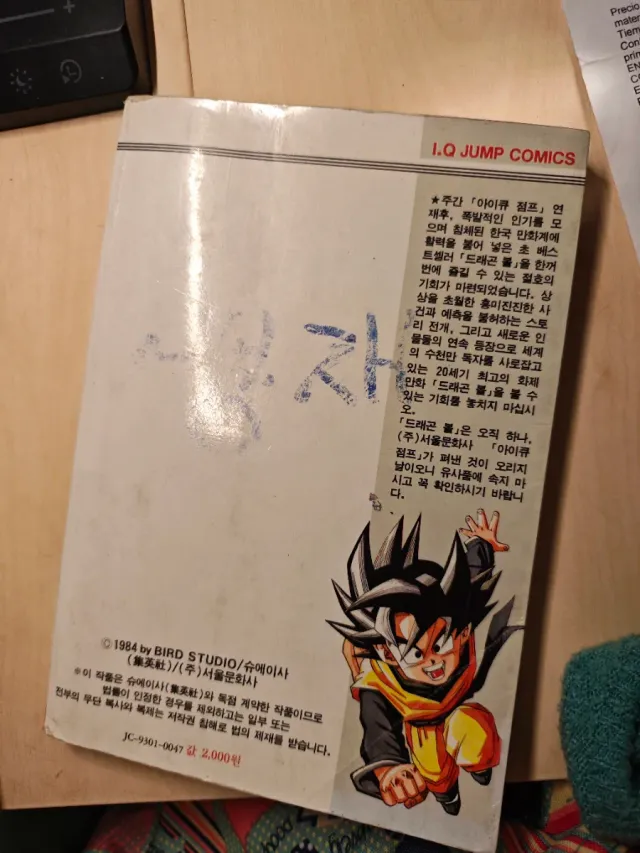 I.Q JUMP COMICS
★주간 「아이큐 점프」 연
재후, 폭발적인 인기를 모
으며 침체된 한국 만화계에
활력을 불어 넣은 초 베스
트셀러 「드래곤 볼」을 한꺼
번에 즐길 수 있는 절호의
기회가 마련되었습니다. 상
상을 초월한 흥미진진한 사
건과 예측을 불허하는 스토
리 전개, 그리고 새로운 인
물들의 연속 등장으로 세계
의 수천만 독자를 사로잡고
있는 20세기 최고의 화제
만화 「드래곤 볼」을 볼 수
있는 기회를 놓치지 마십시
오.
「드래곤 볼」은 오직 하나,
(주)서울문화사 「아이큐
점프」가 펴낸 것이 오리지
날이오니 유사품에 속지 마
시고 꼭 확인하시기 바랍니
다.
©1984 by BIRD STUDIO/슈에이사
(集英社)/(주)서울문화사
※이 작품은 슈에이사(集英社)와 독점 계약한 작품이므로
법률이 인정한 경우를 제외하고는 일부 또는
전부의 무단 복사와 복제는 저작권 침해로 법의 제재를 받습니다.
JC-9301-0047 값 2,000원
Precio
Tiem